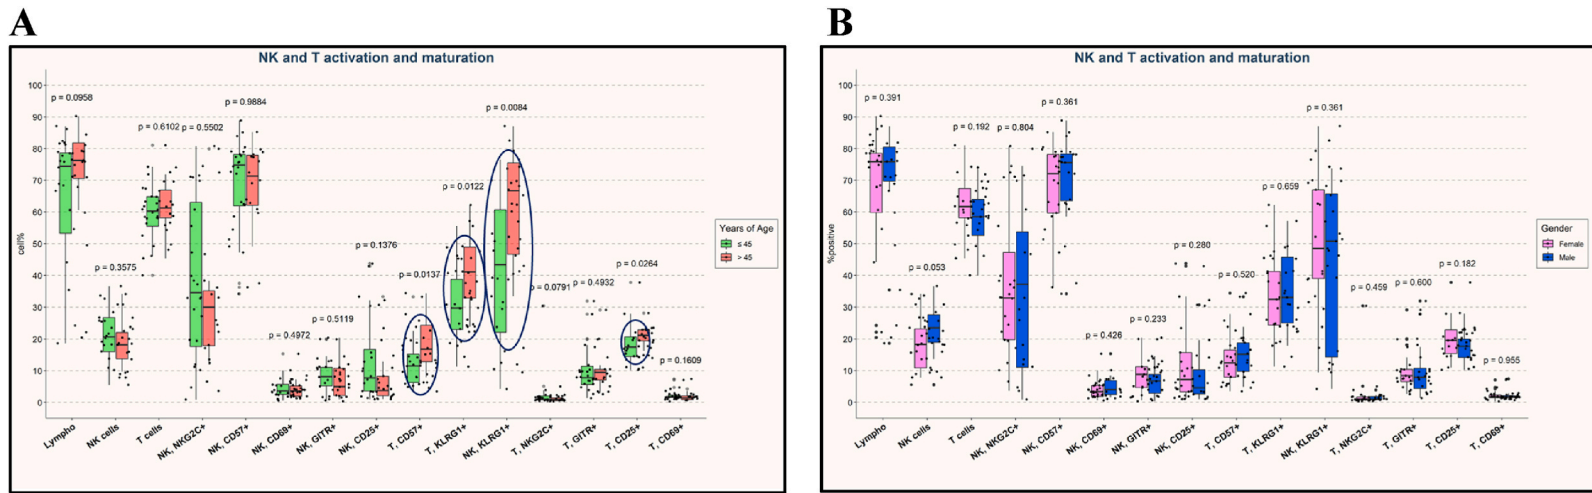 A
NK and T activation and maturation
100
90
80
70
60
50
40
30
20
10
0
cell%
p = 0.0958
p = 0.3575
p = 0.6102
p = 0.5502
p = 0.9884
p = 0.4972
p = 0.5119
p = 0.1376
p = 0.0137
p = 0.0122
p = 0.0084
p = 0.0791
p = 0.4932
p = 0.0264
p = 0.1609
Lympho
NK cells
T cells
NK, NKG2C+
NK, CD57+
NK, CD69+
NK, GITR+
NK, CD25+
T, CD57+
T, KLRG1+
NK, KLRG1+
T, NKG2C+
T, GITR+
T, CD25+
T, CD69+
Years of Age
≤ 45
> 45
B
NK and T activation and maturation
100
90
80
70
60
50
40
30
20
10
0
%positive
p = 0.391
p = 0.053
p = 0.192
p = 0.804
p = 0.361
p = 0.426
p = 0.233
p = 0.280
p = 0.520
p = 0.659
p = 0.361
p = 0.459
p = 0.600
p = 0.182
p = 0.955
Lympho
NK cells
T cells
NK, NKG2C+
NK, CD57+
NK, CD69+
NK, GITR+
NK, CD25+
T, CD57+
T, KLRG1+
NK, KLRG1+
T, NKG2C+
T, GITR+
T, CD25+
T, CD69+
Gender
Female
Male